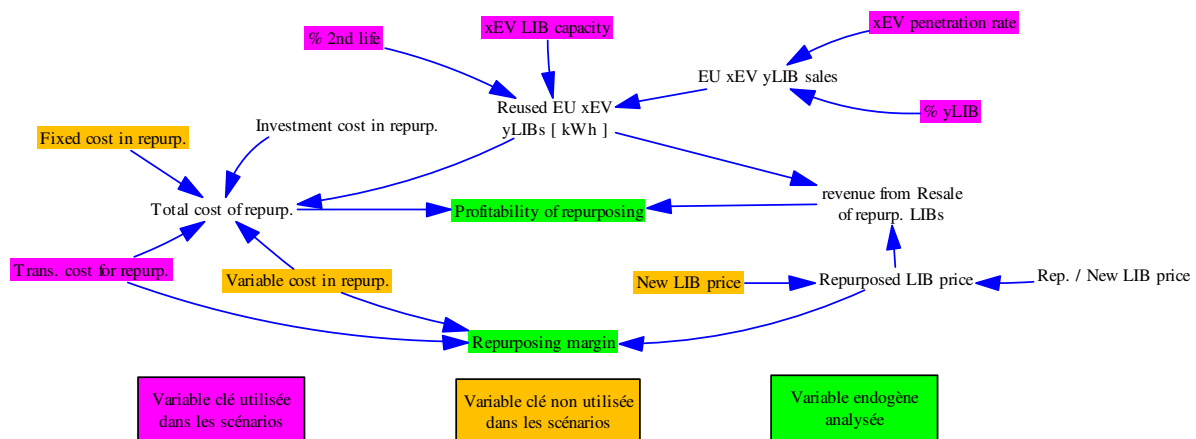 xEV LIB capacity
xEV penetration rate
% 2nd life
EU xEV yLIB sales
Reused EU xEV
yLIBs [ kWh ]
% yLIB
Investment cost in repurp.
Fixed cost in repurp.
Total cost of repurp.
Profitability of repurposing
revenue from Resale
of repurp. LIBs
Trans. cost for repurp.
Variable cost in repurp.
New LIB price
Repurposed LIB price
Rep. / New LIB price
Repurposing margin
Variable clé utilisée
dans les scénarios
Variable clé non utilisée
dans les scénarios
Variable endogène
analysée